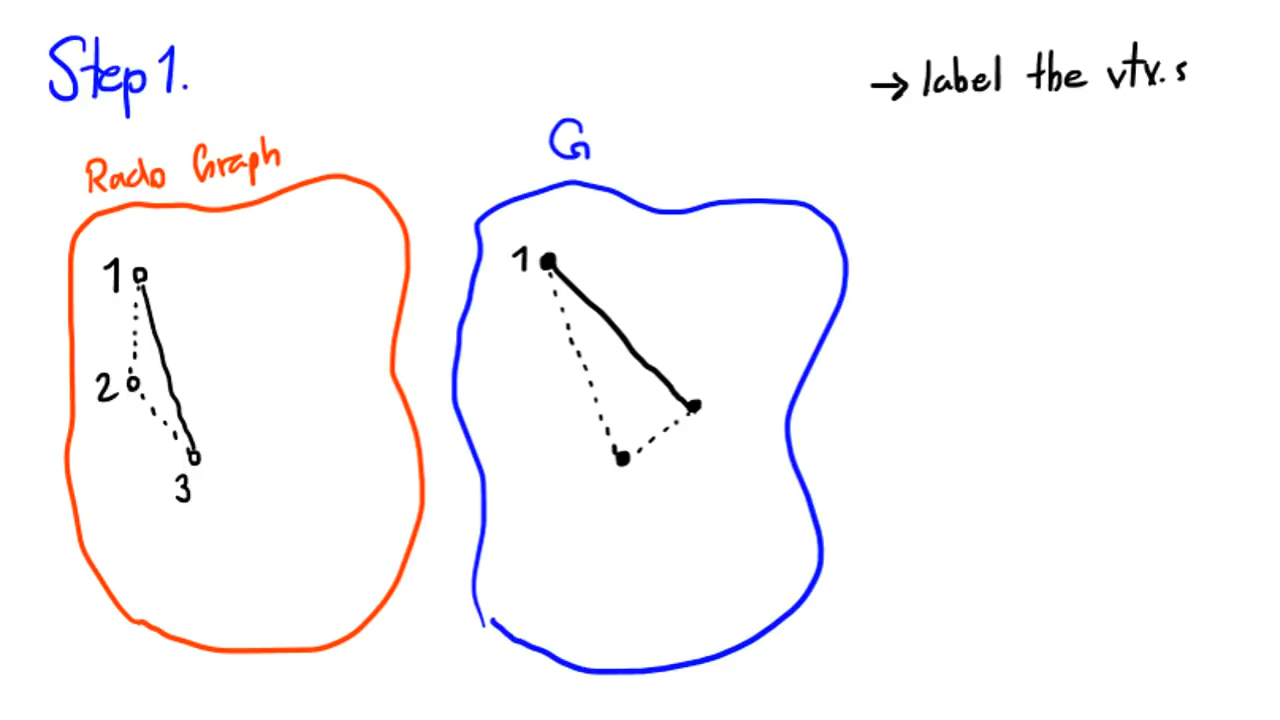 Step 1.
→ label the vtx.s
Rado Graph
G
1
2
3
1